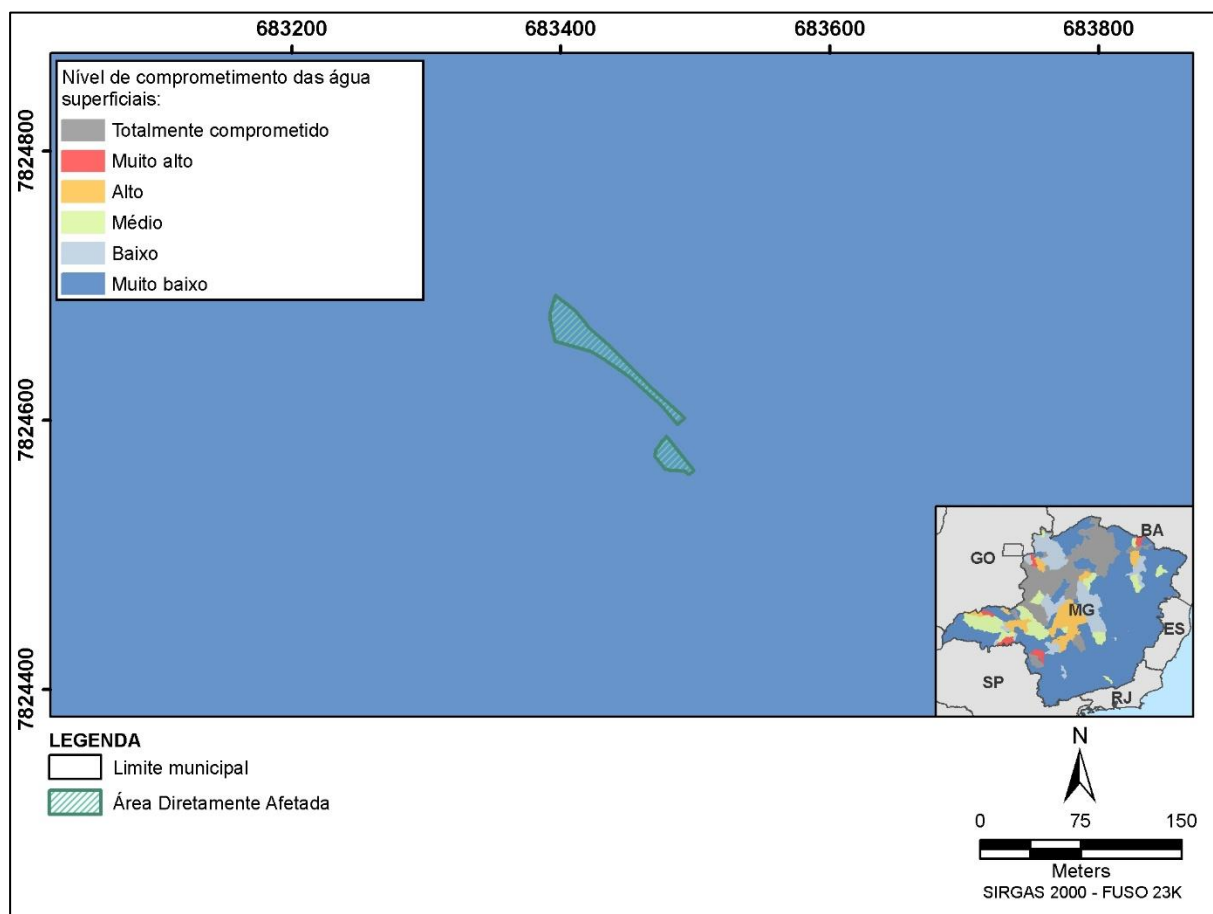 683200 683400 683600 683800
7824800
7824600
7824400
Nível de comprometimento das água
superficiais:
Totalmente comprometido
Muito alto
Alto
Médio
Baixo
Muito baixo
BA
GO
MG
ES
SP
RJ
LEGENDA
Limite municipal
Área Diretamente Afetada
N
0 75 150
Meters
SIRGAS 2000 - FUSO 23K